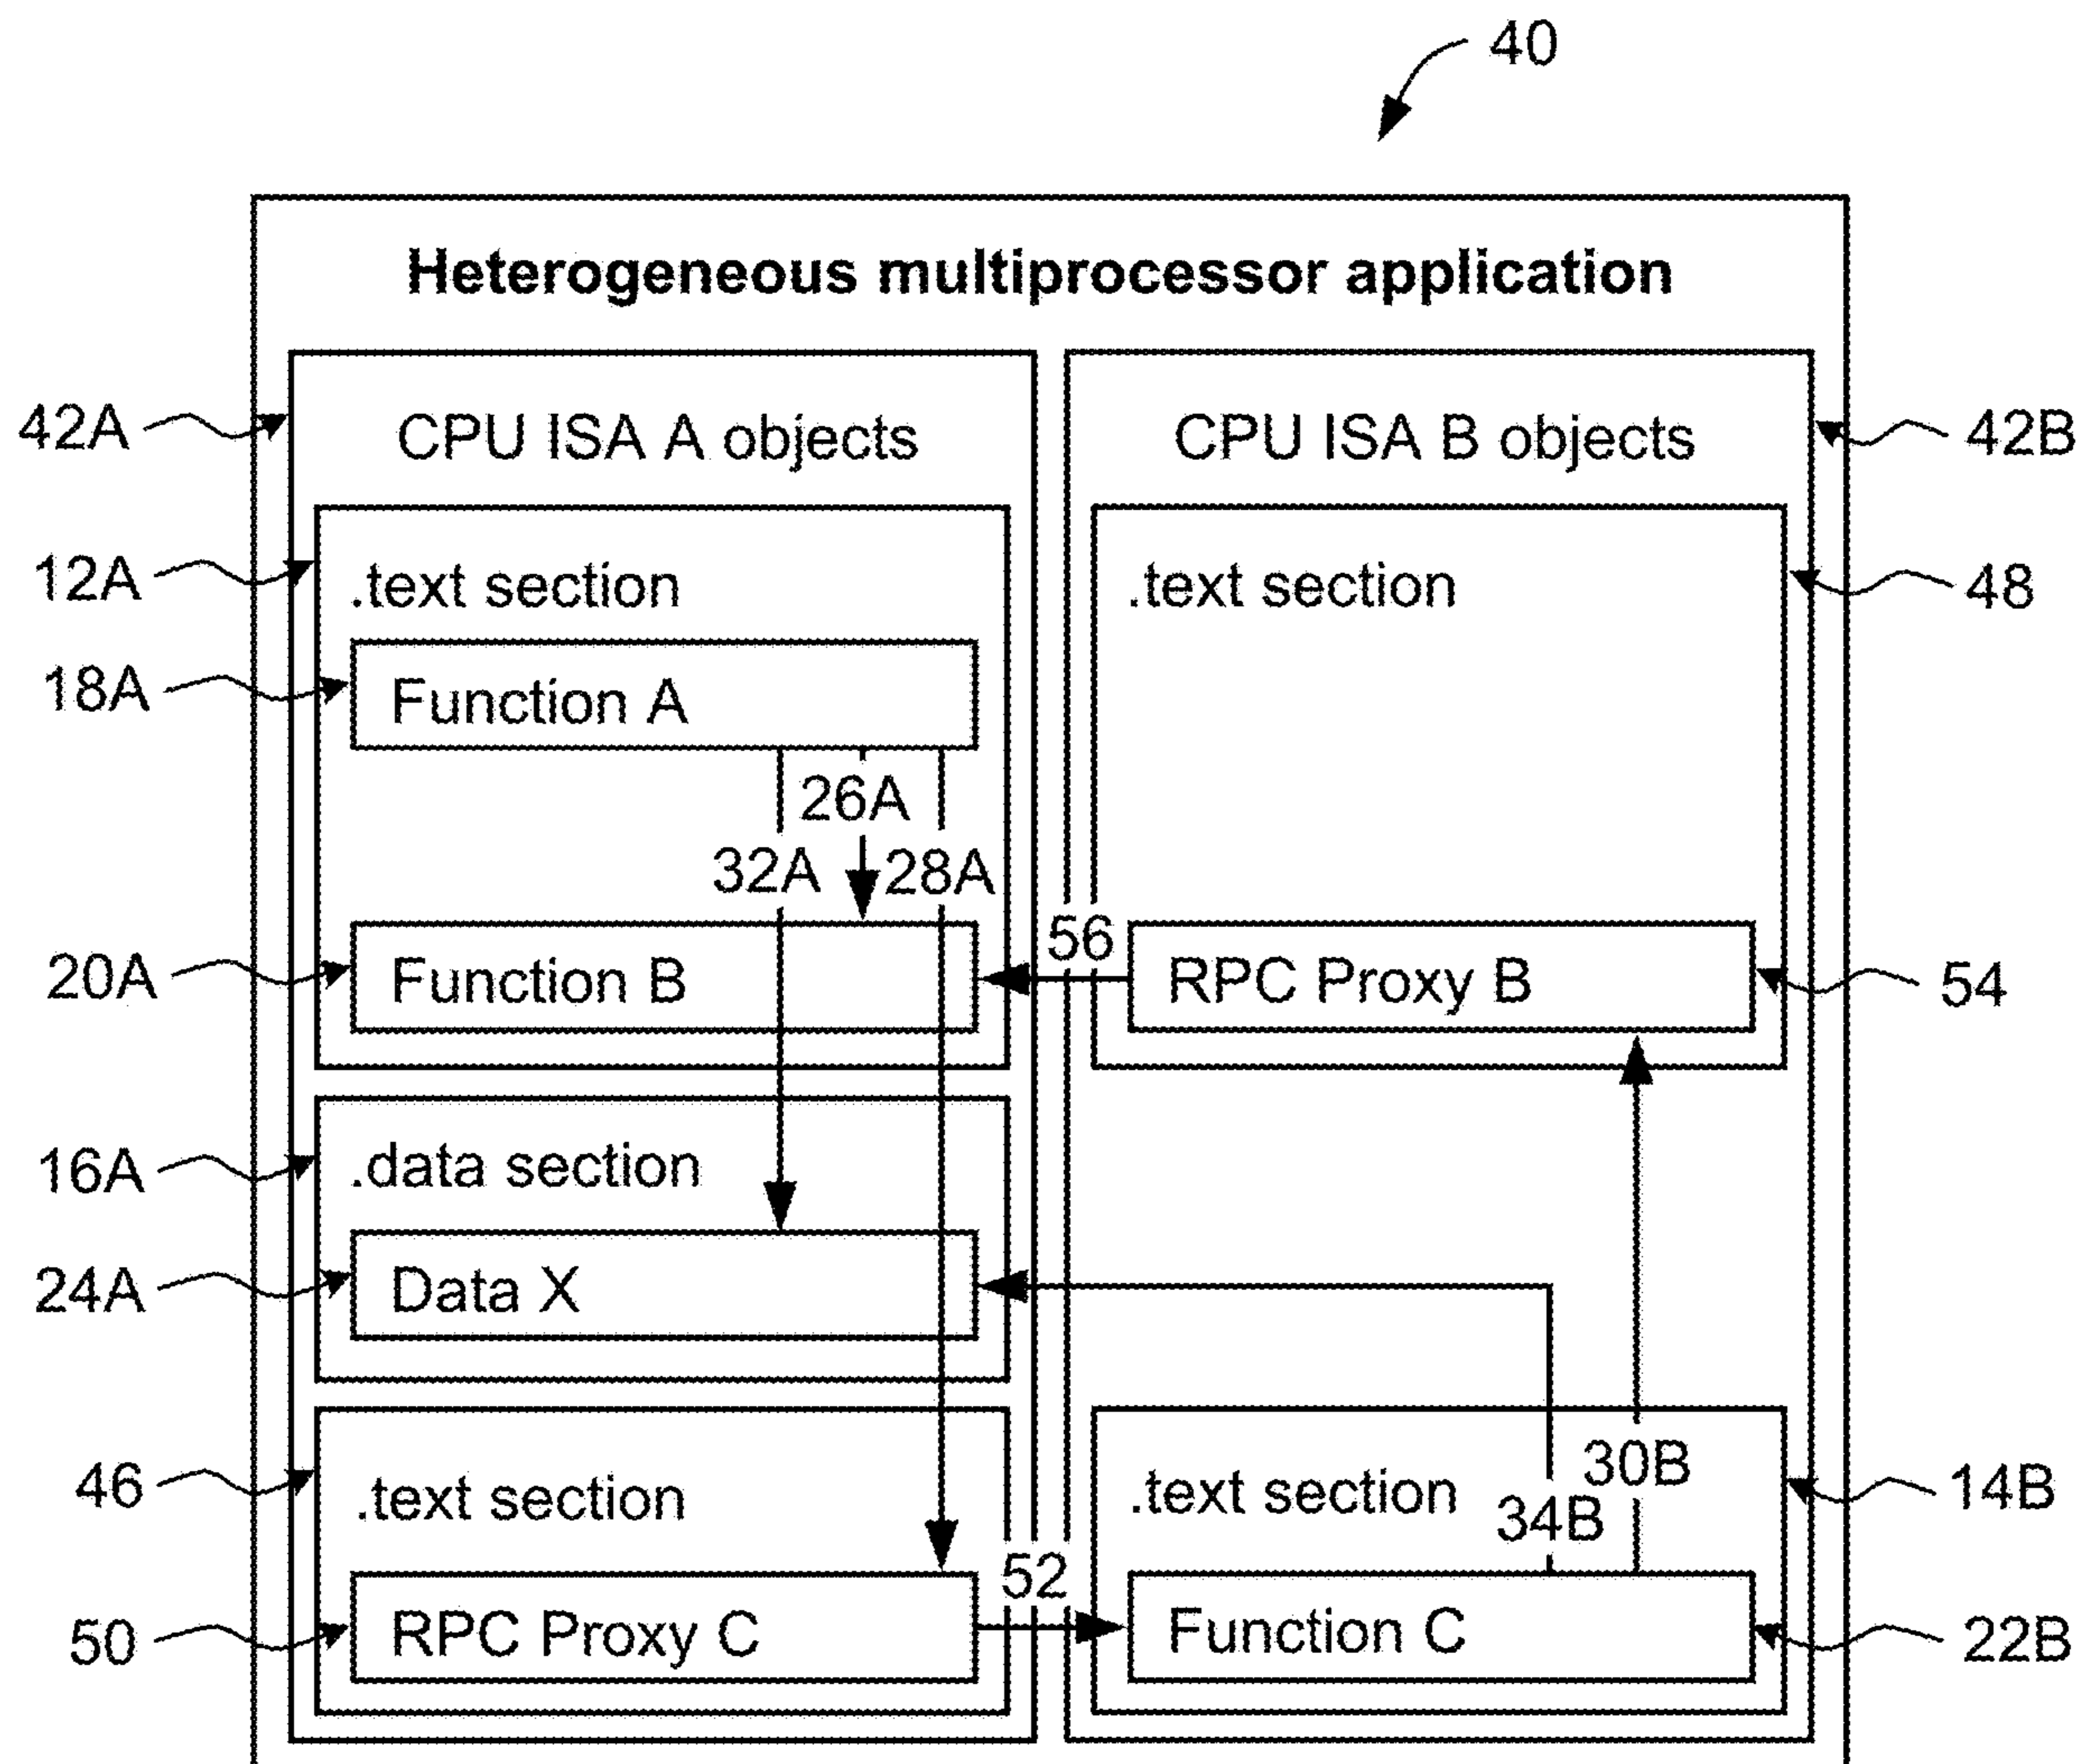 40
Heterogeneous multiprocessor application
42A
CPU ISA A objects
CPU ISA B objects
42B
12A
.text section
.text section
48
18A
Function A
26A
32A
28A
20A
Function B
56
RPC Proxy B
54
16A
.data section
24A
Data X
46
.text section
.text section
34B
30B
14B
50
RPC Proxy C
52
Function C
22B